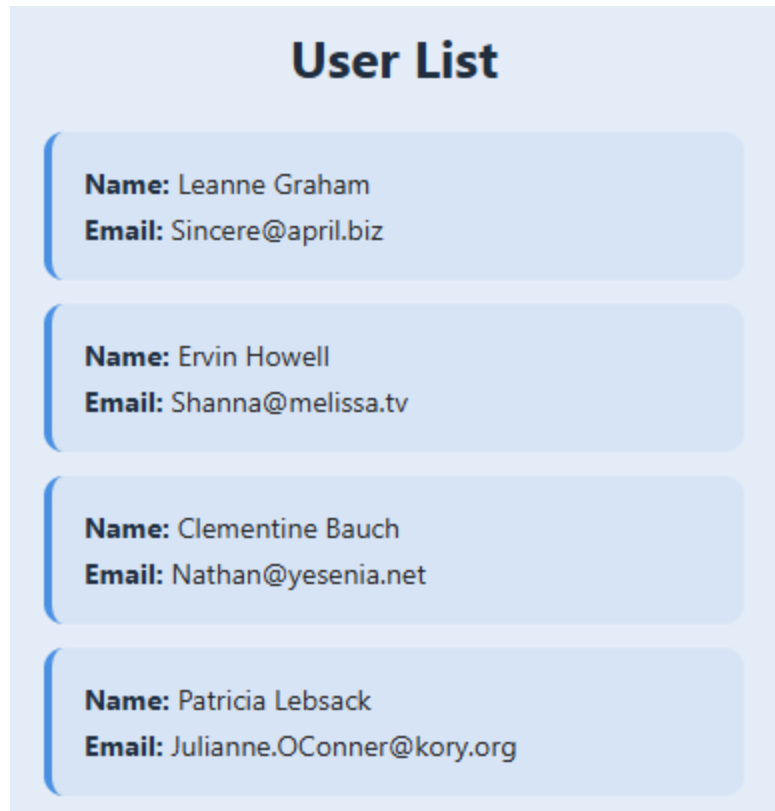 User List
Name: Leanne Graham
Email: Sincere@april.biz
Name: Ervin Howell
Email: Shanna@melissa.tv
Name: Clementine Bauch
Email: Nathan@yesenia.net
Name: Patricia Lebsack
Email: Julianne.OConner@kory.org